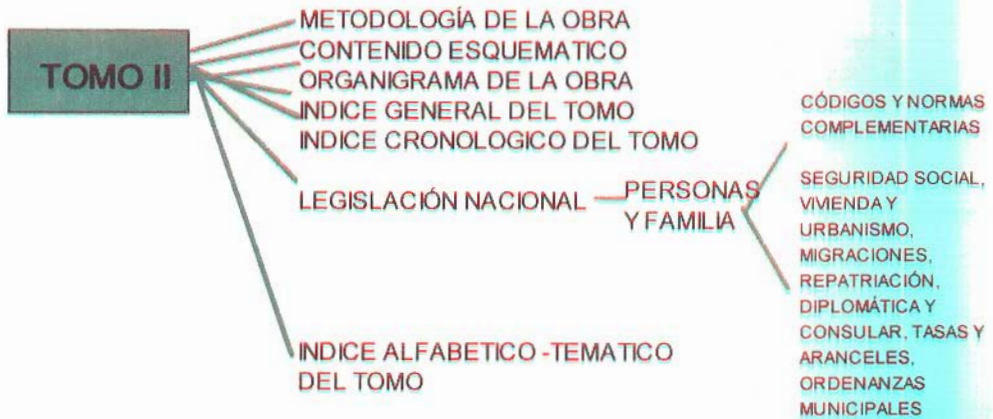 TOMO II
METODOLOGÍA DE LA OBRA
CONTENIDO ESQUEMATICO
ORGANIGRAMA DE LA OBRA
INDICE GENERAL DEL TOMO
INDICE CRONOLOGICO DEL TOMO
LEGISLACIÓN NACIONAL
PERSONAS
Y FAMILIA
CÓDIGOS Y NORMAS
COMPLEMENTARIAS
SEGURIDAD SOCIAL,
VIVIENDA Y
URBANISMO,
MIGRACIONES,
REPATRIACIÓN,
DIPLOMÁTICA Y
CONSULAR, TASAS Y
ARANCELES,
ORDENANZAS
MUNICIPALES
INDICE ALFABETICO -TEMATICO
DEL TOMO